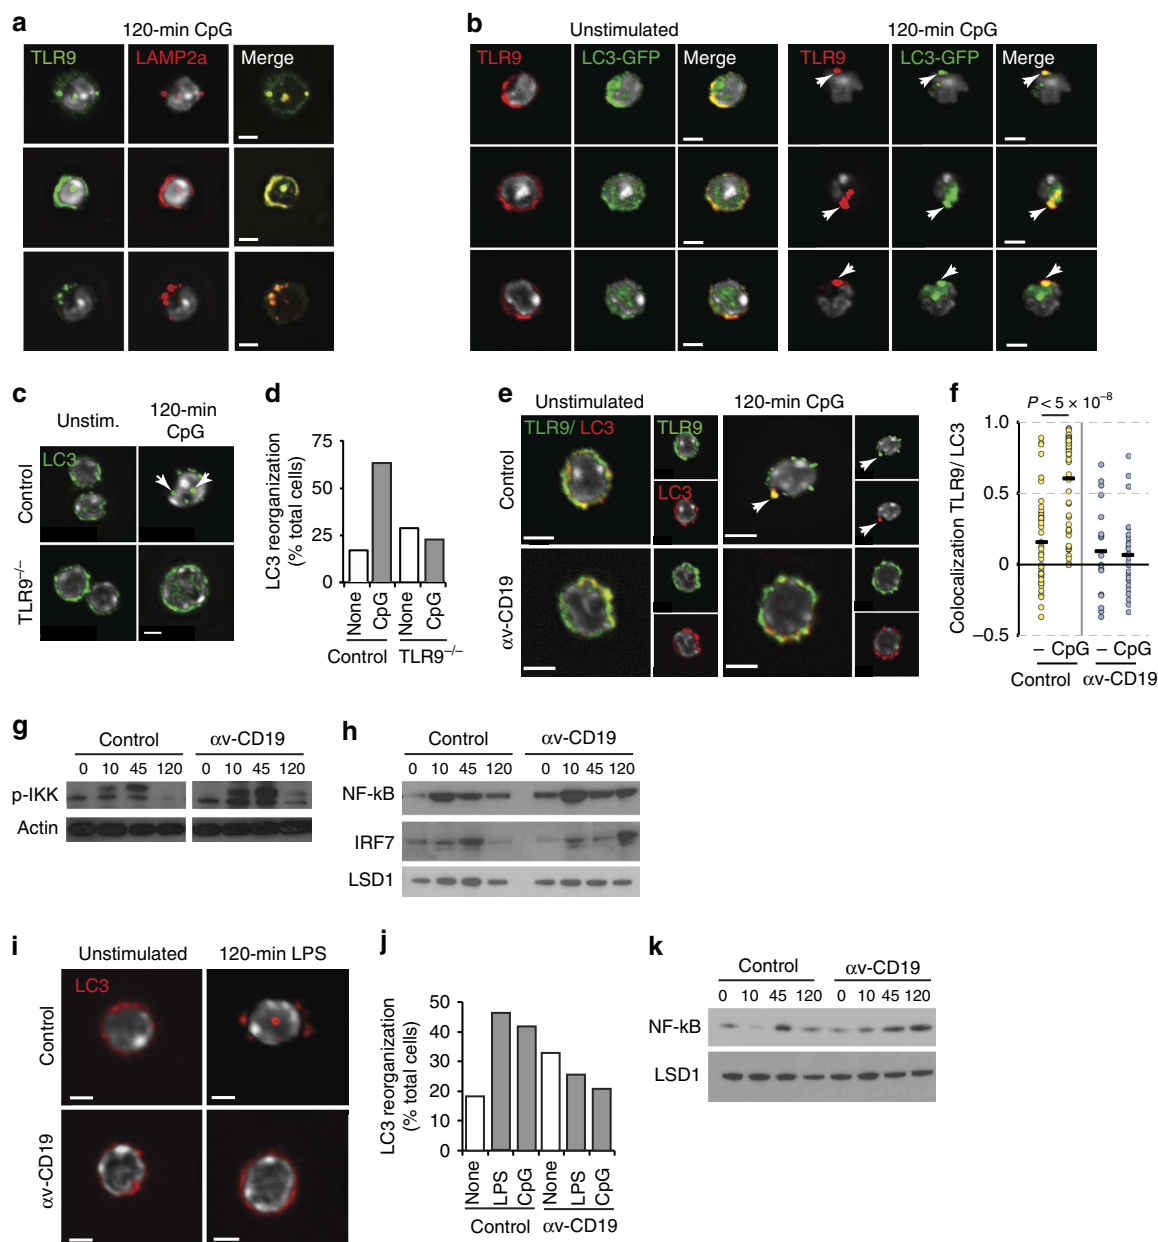 a
120-min CpG
TLR9 LAMP2a Merge
b
Unstimulated 120-min CpG
TLR9 LC3-GFP Merge TLR9 LC3-GFP Merge
c
Unstim. 120-min CpG
LC3
Control
TLR9–/–
d
LC3 reorganization (% total cells)
75
50
25
0
None CpG None CpG
Control TLR9–/–
e
Unstimulated 120-min CpG
TLR9/ LC3 TLR9
LC3
Control
αv-CD19
f
P < 5 × 10–8
Colocalization TLR9/ LC3
1.0
0.5
0
–0.5
– CpG – CpG
Control αv-CD19
g
Control αv-CD19
0 10 45 120 0 10 45 120
p-IKK
Actin
h
Control αv-CD19
0 10 45 120 0 10 45 120
NF-kB
IRF7
LSD1
i
Unstimulated 120-min LPS
LC3
Control
αv-CD19
j
LC3 reorganization (% total cells)
50
40
30
20
10
0
None LPS CpG None LPS CpG
Control αv-CD19
k
Control αv-CD19
0 10 45 120 0 10 45 120
NF-kB
LSD1